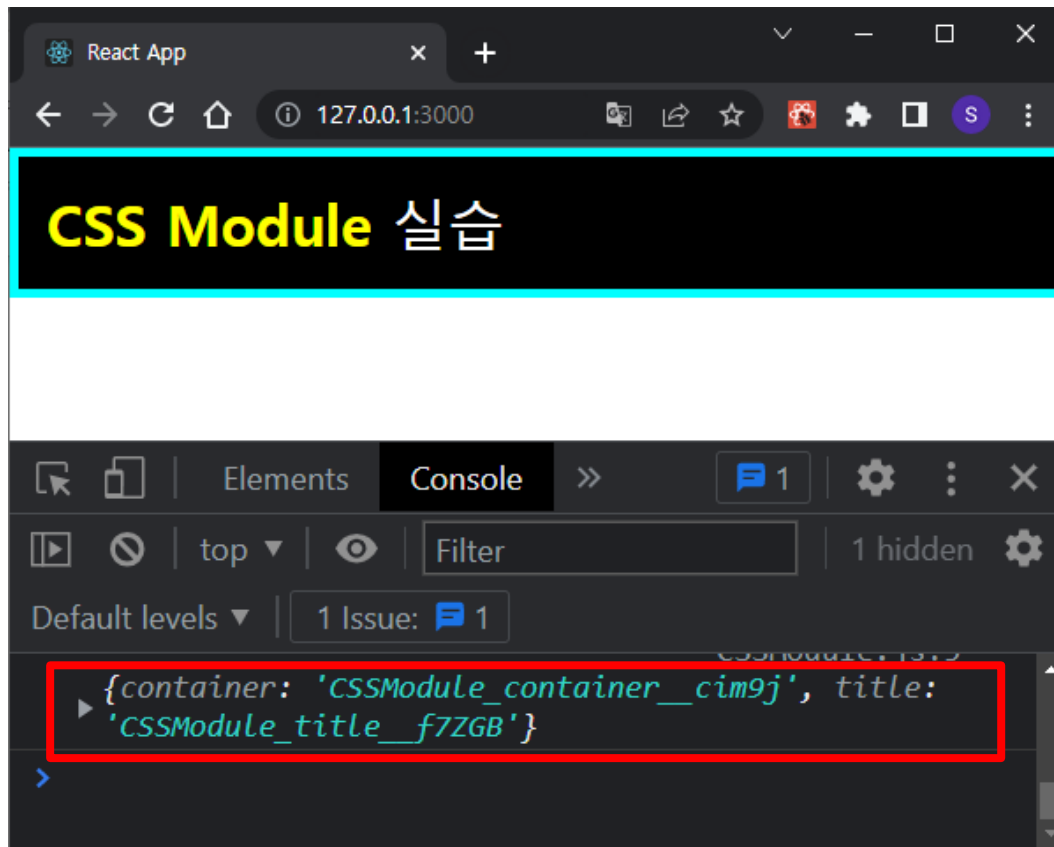 React App
127.0.0.1:3000
S
CSS Module 실습
Elements Console 1
top Filter 1 hidden
Default levels 1 Issue: 1
{container: 'CSSModule_container__cim9j', title:
'CSSModule_title__f7ZGB'}